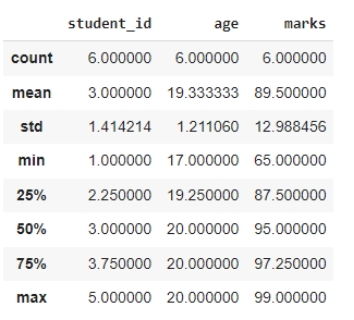 student_id age marks
count 6.000000 6.000000 6.000000
mean 3.000000 19.333333 89.500000
std 1.414214 1.211060 12.988456
min 1.000000 17.000000 65.000000
25% 2.250000 19.250000 87.500000
50% 3.000000 20.000000 95.000000
75% 3.750000 20.000000 97.250000
max 5.000000 20.000000 99.000000